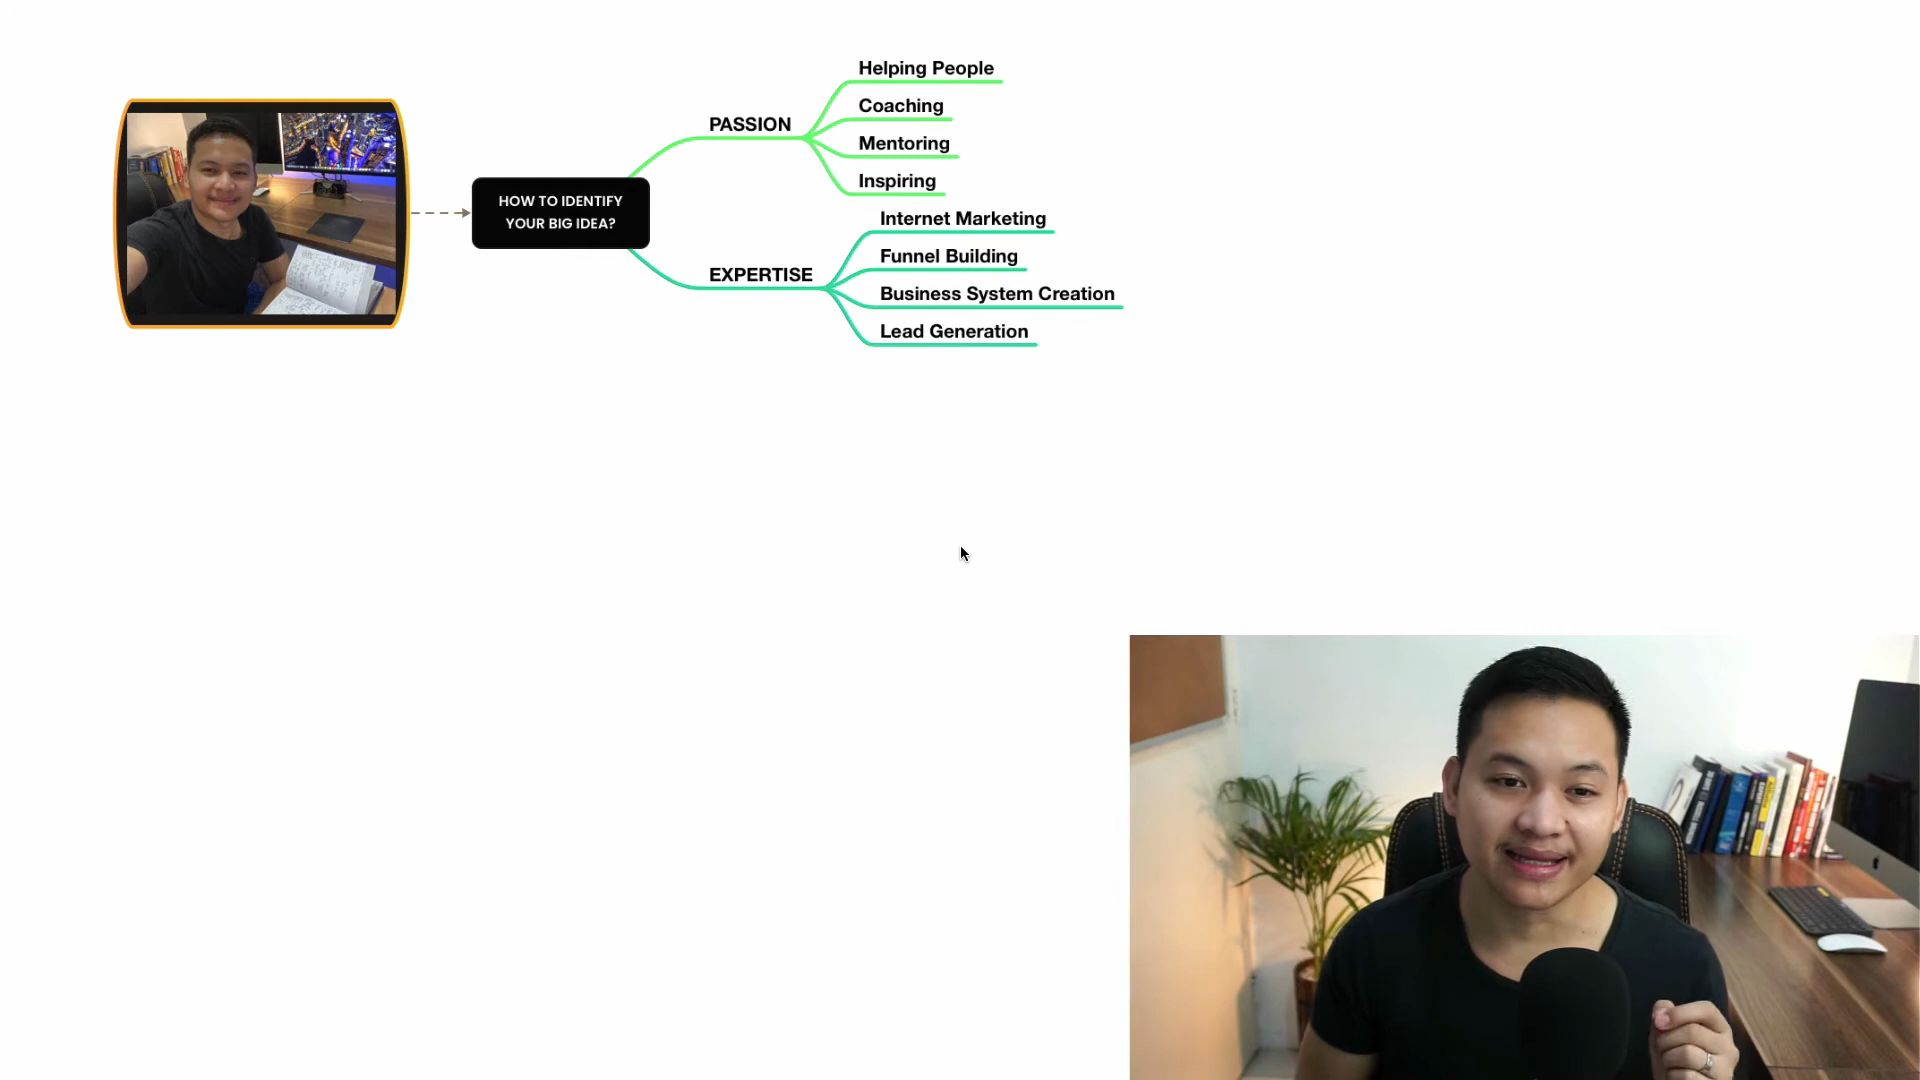 HOW TO IDENTIFY
YOUR BIG IDEA?
PASSION
Helping People
Coaching
Mentoring
Inspiring
EXPERTISE
Internet Marketing
Funnel Building
Business System Creation
Lead Generation